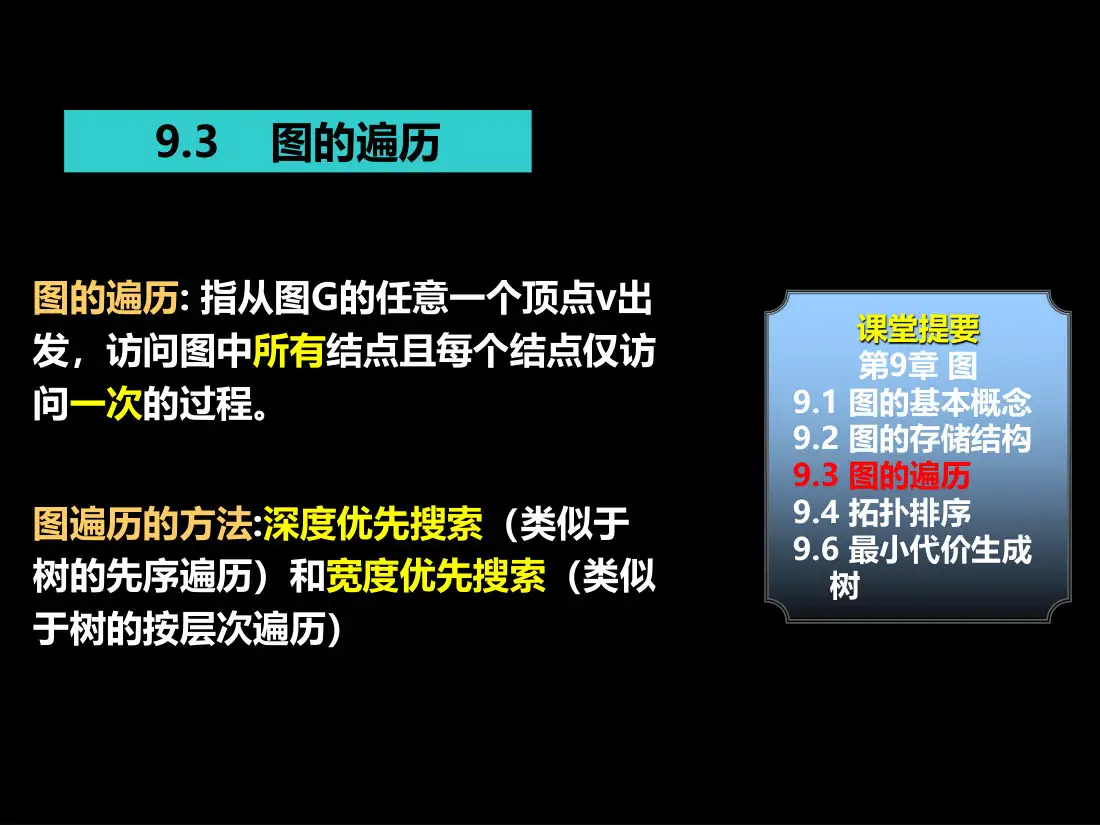 9.3 图的遍历
图的遍历: 指从图G的任意一个顶点v出
发，访问图中所有结点且每个结点仅访
问一次的过程。
图遍历的方法:深度优先搜索（类似于
树的先序遍历）和宽度优先搜索（类似
于树的按层次遍历）
课堂提要
第9章 图
9.1 图的基本概念
9.2 图的存储结构
9.3 图的遍历
9.4 拓扑排序
9.6 最小代价生成
树